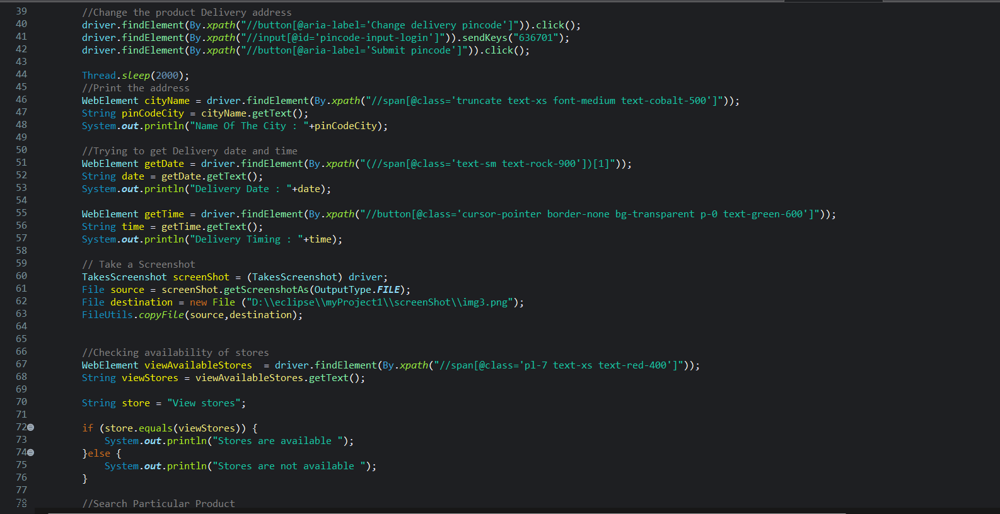 39 //Change the product Delivery address
40 driver.findElement(By.xpath("//button[@aria-label='Change delivery pincode']")).click();
41 driver.findElement(By.xpath("//input[@id='pincode-input-login']")).sendKeys("636701");
42 driver.findElement(By.xpath("//button[@aria-label='Submit pincode']")).click();
43
44 Thread.sleep(2000);
45 //Print the address
46 WebElement cityName = driver.findElement(By.xpath("//span[@class='truncate text-xs font-medium text-cobalt-500']"));
47 String pinCodeCity = cityName.getText();
48 System.out.println("Name Of The City : "+pinCodeCity);
49
50 //Trying to get Delivery date and time
51 WebElement getDate = driver.findElement(By.xpath("(//span[@class='text-sm text-rock-900'])[1]"));
52 String date = getDate.getText();
53 System.out.println("Delivery Date : "+date);
54
55 WebElement getTime = driver.findElement(By.xpath("//button[@class='cursor-pointer border-none bg-transparent p-0 text-green-600']"));
56 String time = getTime.getText();
57 System.out.println("Delivery Timing : "+time);
58
59 // Take a Screenshot
60 TakesScreenshot screenShot = (TakesScreenshot) driver;
61 File source = screenShot.getScreenshotAs(OutputType.FILE);
62 File destination = new File ("D:\\eclipse\\myProject1\\screenShot\\img3.png");
63 FileUtils.copyFile(source,destination);
64
65
66 //Checking availability of stores
67 WebElement viewAvailableStores  = driver.findElement(By.xpath("//span[@class='pl-7 text-xs text-red-400']"));
68 String viewStores = viewAvailableStores.getText();
69
70 String store = "View stores";
71
72 if (store.equals(viewStores)) {
73 System.out.println("Stores are available ");
74 }else {
75 System.out.println("Stores are not available ");
76 }
77
78 //Search Particular Product